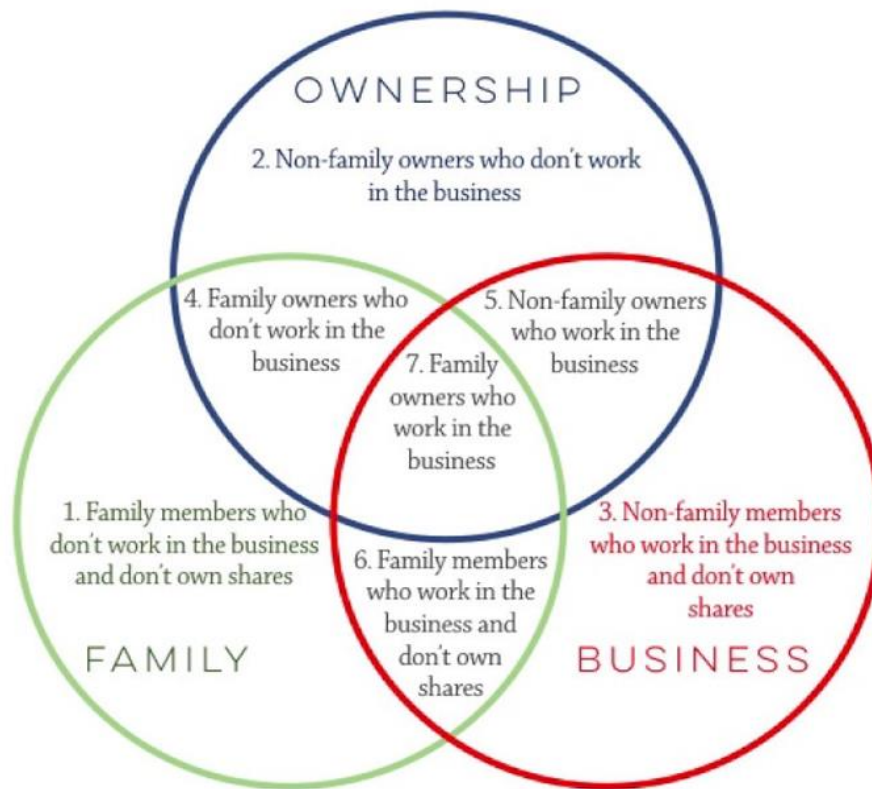 OWNERSHIP
2. Non-family owners who don't work
in the business
4. Family owners who
don't work in the
business
5. Non-family owners
who work in the
business
7. Family
owners who
work in the
business
1. Family members who
don't work in the business
and don't own shares
3. Non-family members
who work in the business
and don't own
shares
6. Family members
who work in the
business and
don't own
shares
FAMILY
BUSINESS